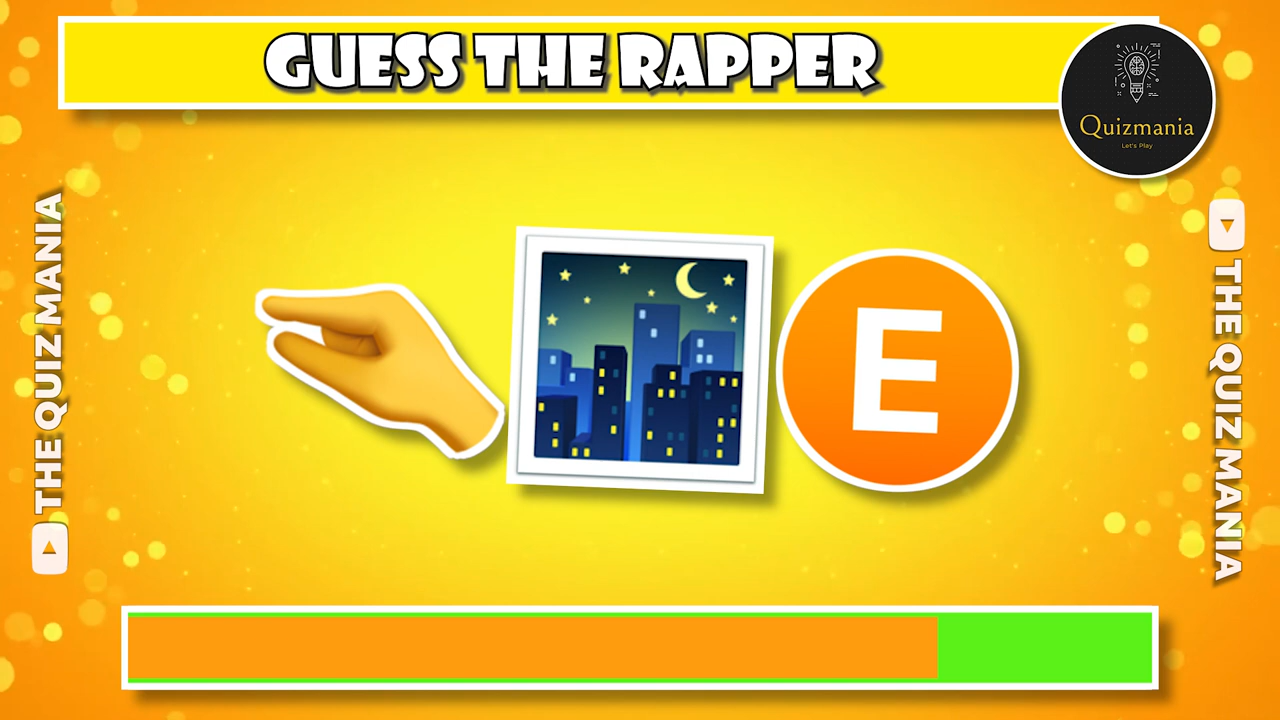 GUESS THE RAPPER
Quizmania
Let's Play
THE QUIZ MANIA
E
THE QUIZ MANIA